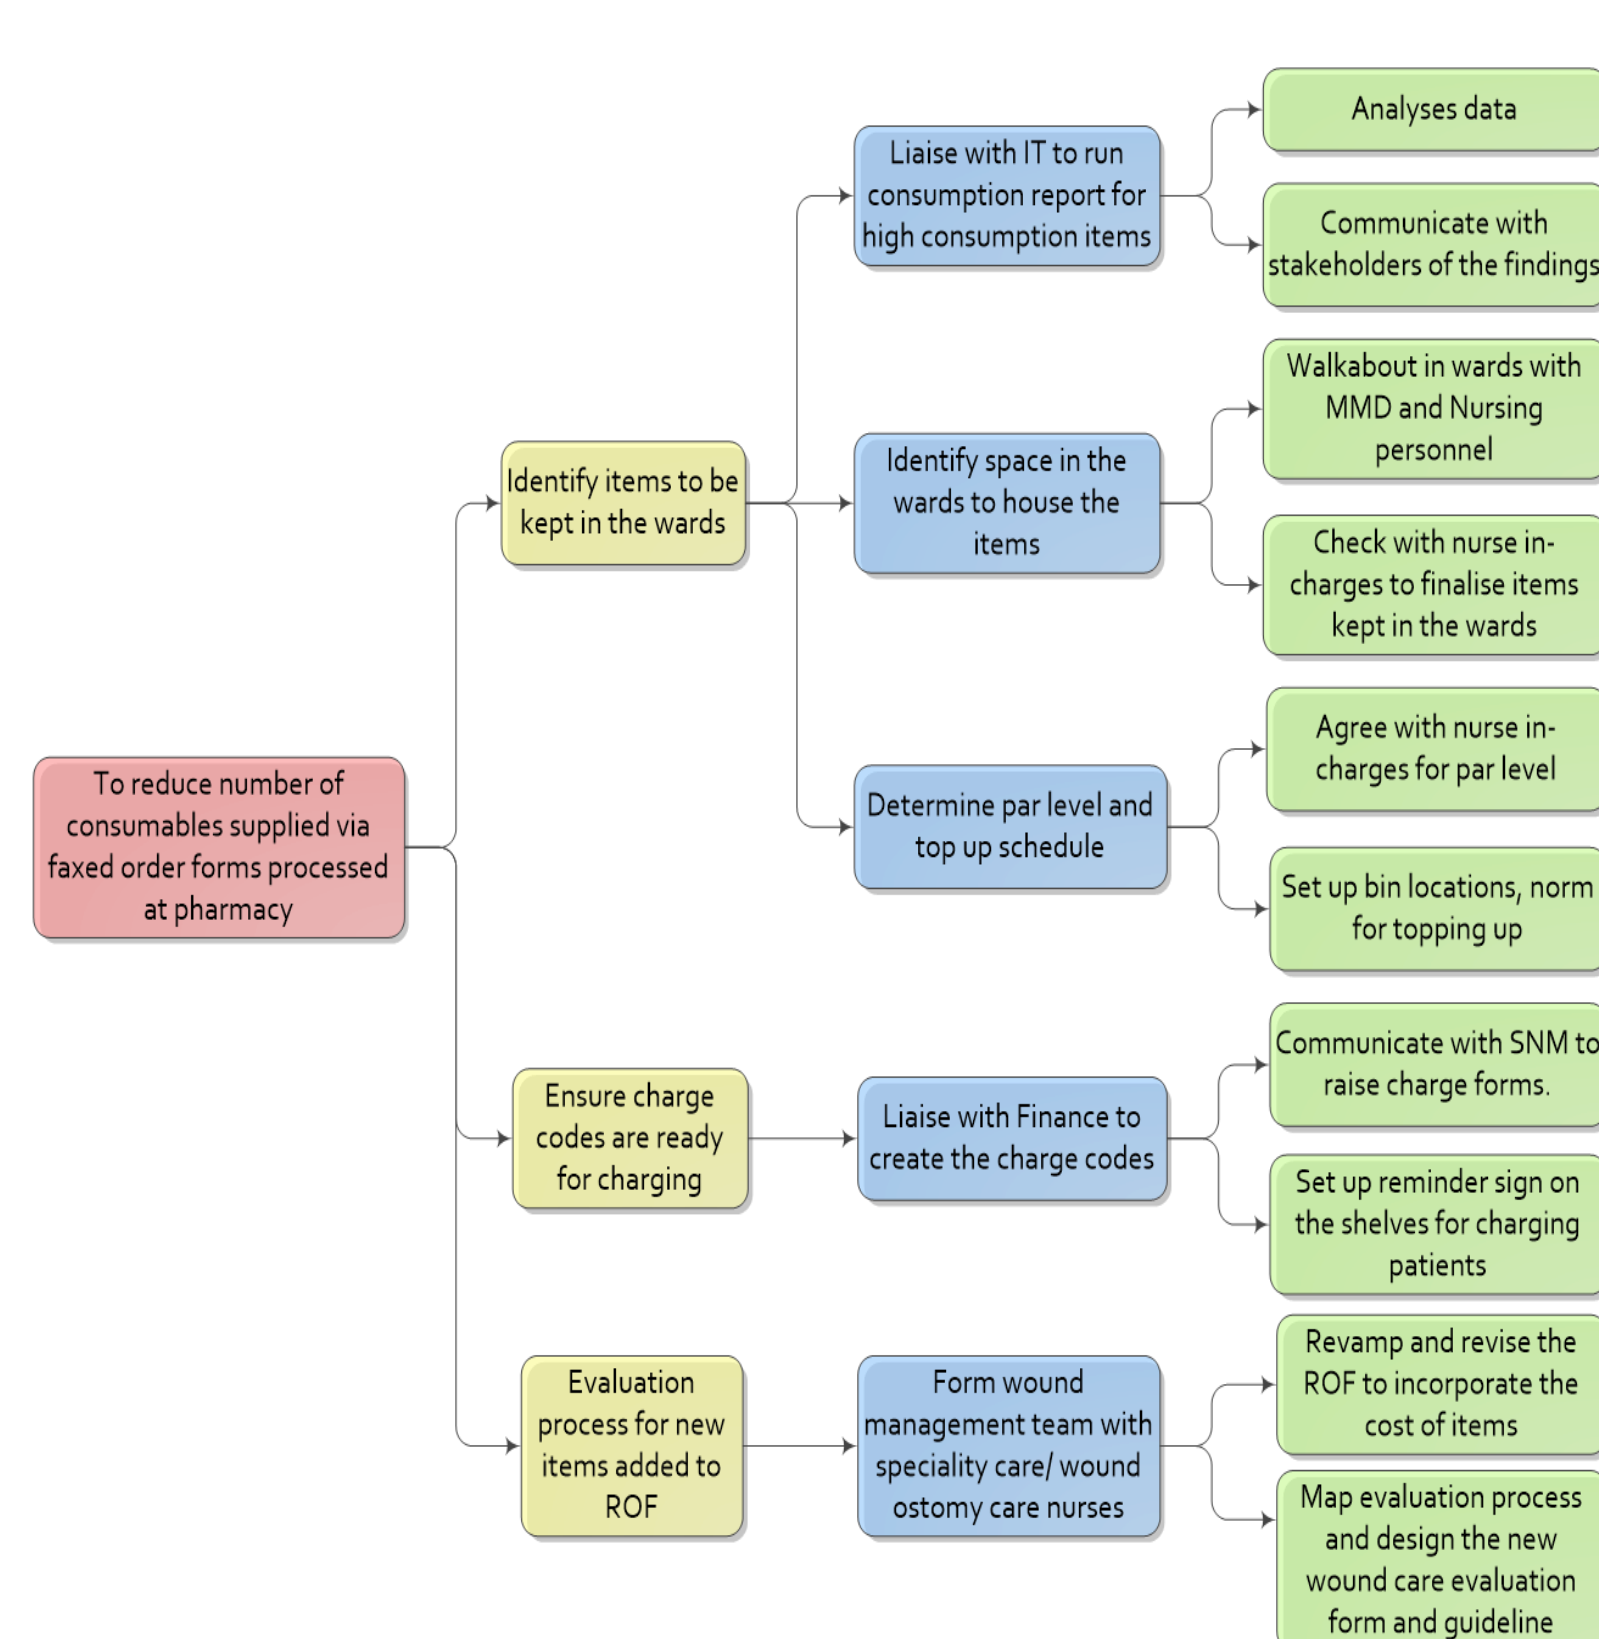 To reduce number of
consumables supplied via
faxed order forms processed
at pharmacy
Identify items to be
kept in the wards
Ensure charge
codes are ready
for charging
Evaluation
process for new
items added to
ROF
Liaise with IT to run
consumption report for
high consumption items
Identify space in the
wards to house the
items
Determine par level and
top up schedule
Liaise with Finance to
create the charge codes
Form wound
management team with
speciality care/ wound
ostomy care nurses
Analyses data
Communicate with
stakeholders of the findings
Walkabout in wards with
MMD and Nursing
personnel
Check with nurse in-
charges to finalise items
kept in the wards
Agree with nurse in-
charges for par level
Set up bin locations, norm
for topping up
Communicate with SNM to
raise charge forms.
Set up reminder sign on
the shelves for charging
patients
Revamp and revise the
ROF to incorporate the
cost of items
Map evaluation process
and design the new
wound care evaluation
form and guideline